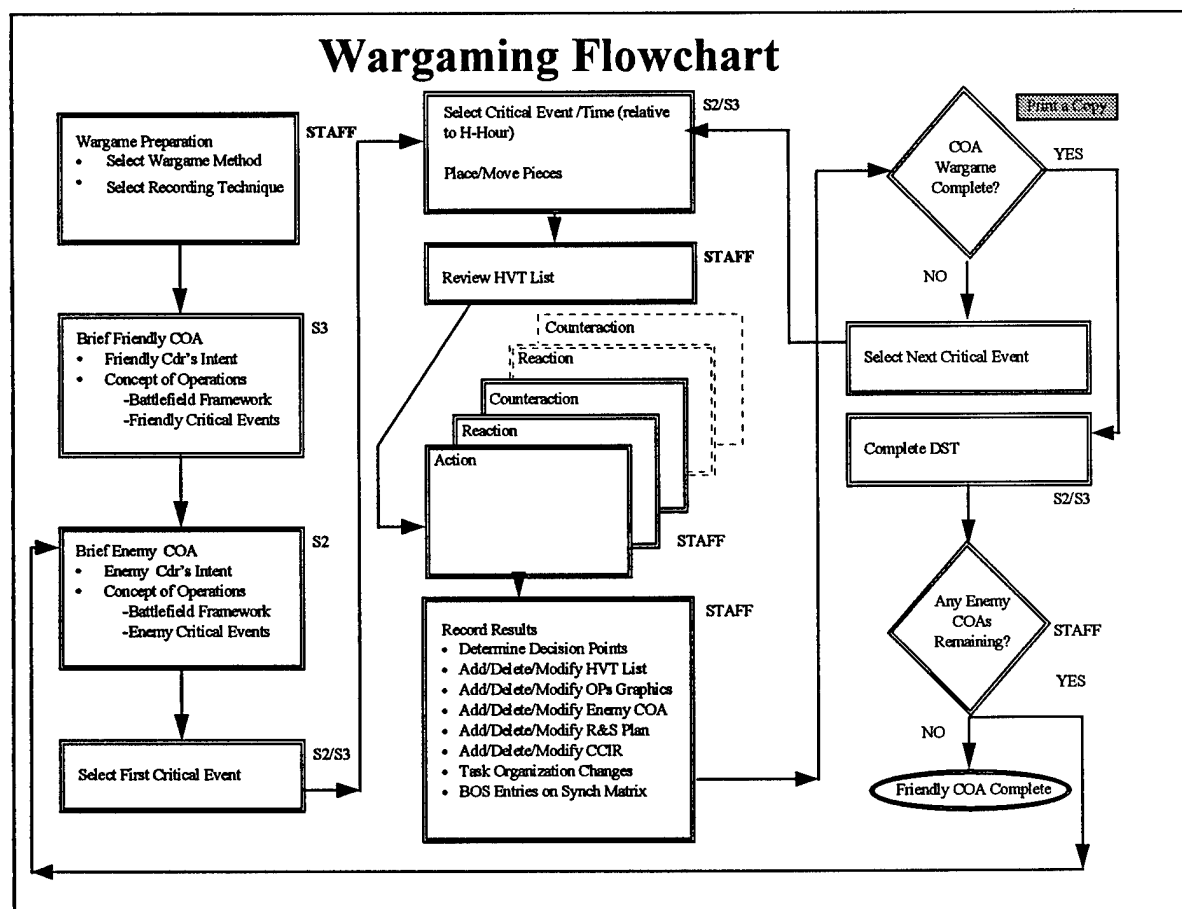 Wargaming Flowchart
Wargame Preparation
• Select Wargame Method
• Select Recording Technique
STAFF
Brief Friendly COA
• Friendly Cdr's Intent
• Concept of Operations
-Battlefield Framework
-Friendly Critical Events
S3
Brief Enemy COA
• Enemy Cdr's Intent
• Concept of Operations
-Battlefield Framework
-Enemy Critical Events
S2
Select First Critical Event
S2/S3
Select Critical Event /Time (relative
to H-Hour)
Place/Move Pieces
S2/S3
Review HVT List
STAFF
Counteraction
Reaction
Counteraction
Reaction
Action
STAFF
Record Results
• Determine Decision Points
• Add/Delete/Modify HVT List
• Add/Delete/Modify OPs Graphics
• Add/Delete/Modify Enemy COA
• Add/Delete/Modify R&S Plan
• Add/Delete/Modify CCIR
• Task Organization Changes
• BOS Entries on Synch Matrix
STAFF
Print a Copy
COA
Wargame
Complete?
YES
NO
Select Next Critical Event
Complete DST
S2/S3
Any Enemy
COAs
Remaining?
STAFF
YES
NO
Friendly COA Complete